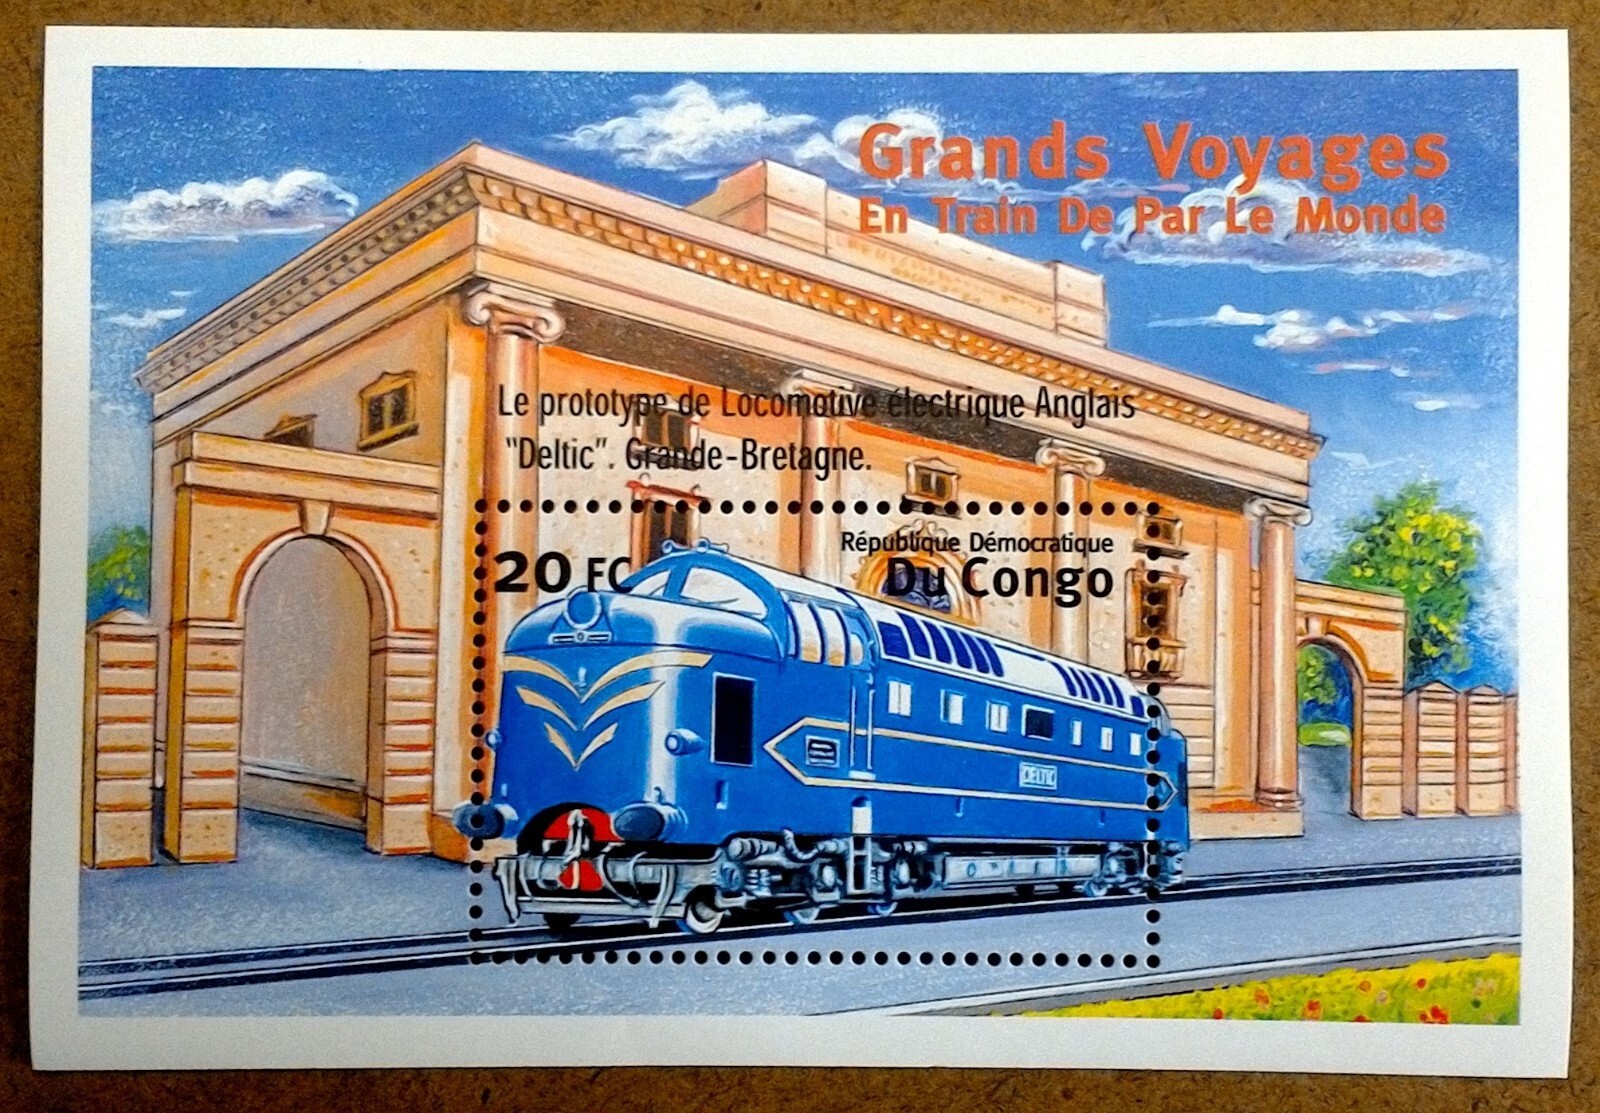 Grands Voyages
En Train De Par Le Monde
Le prototype de Locomotive électrique Anglais
"Deltic". Grande-Bretagne.
20 FC
République Démocratique
Du Congo
DELTIC